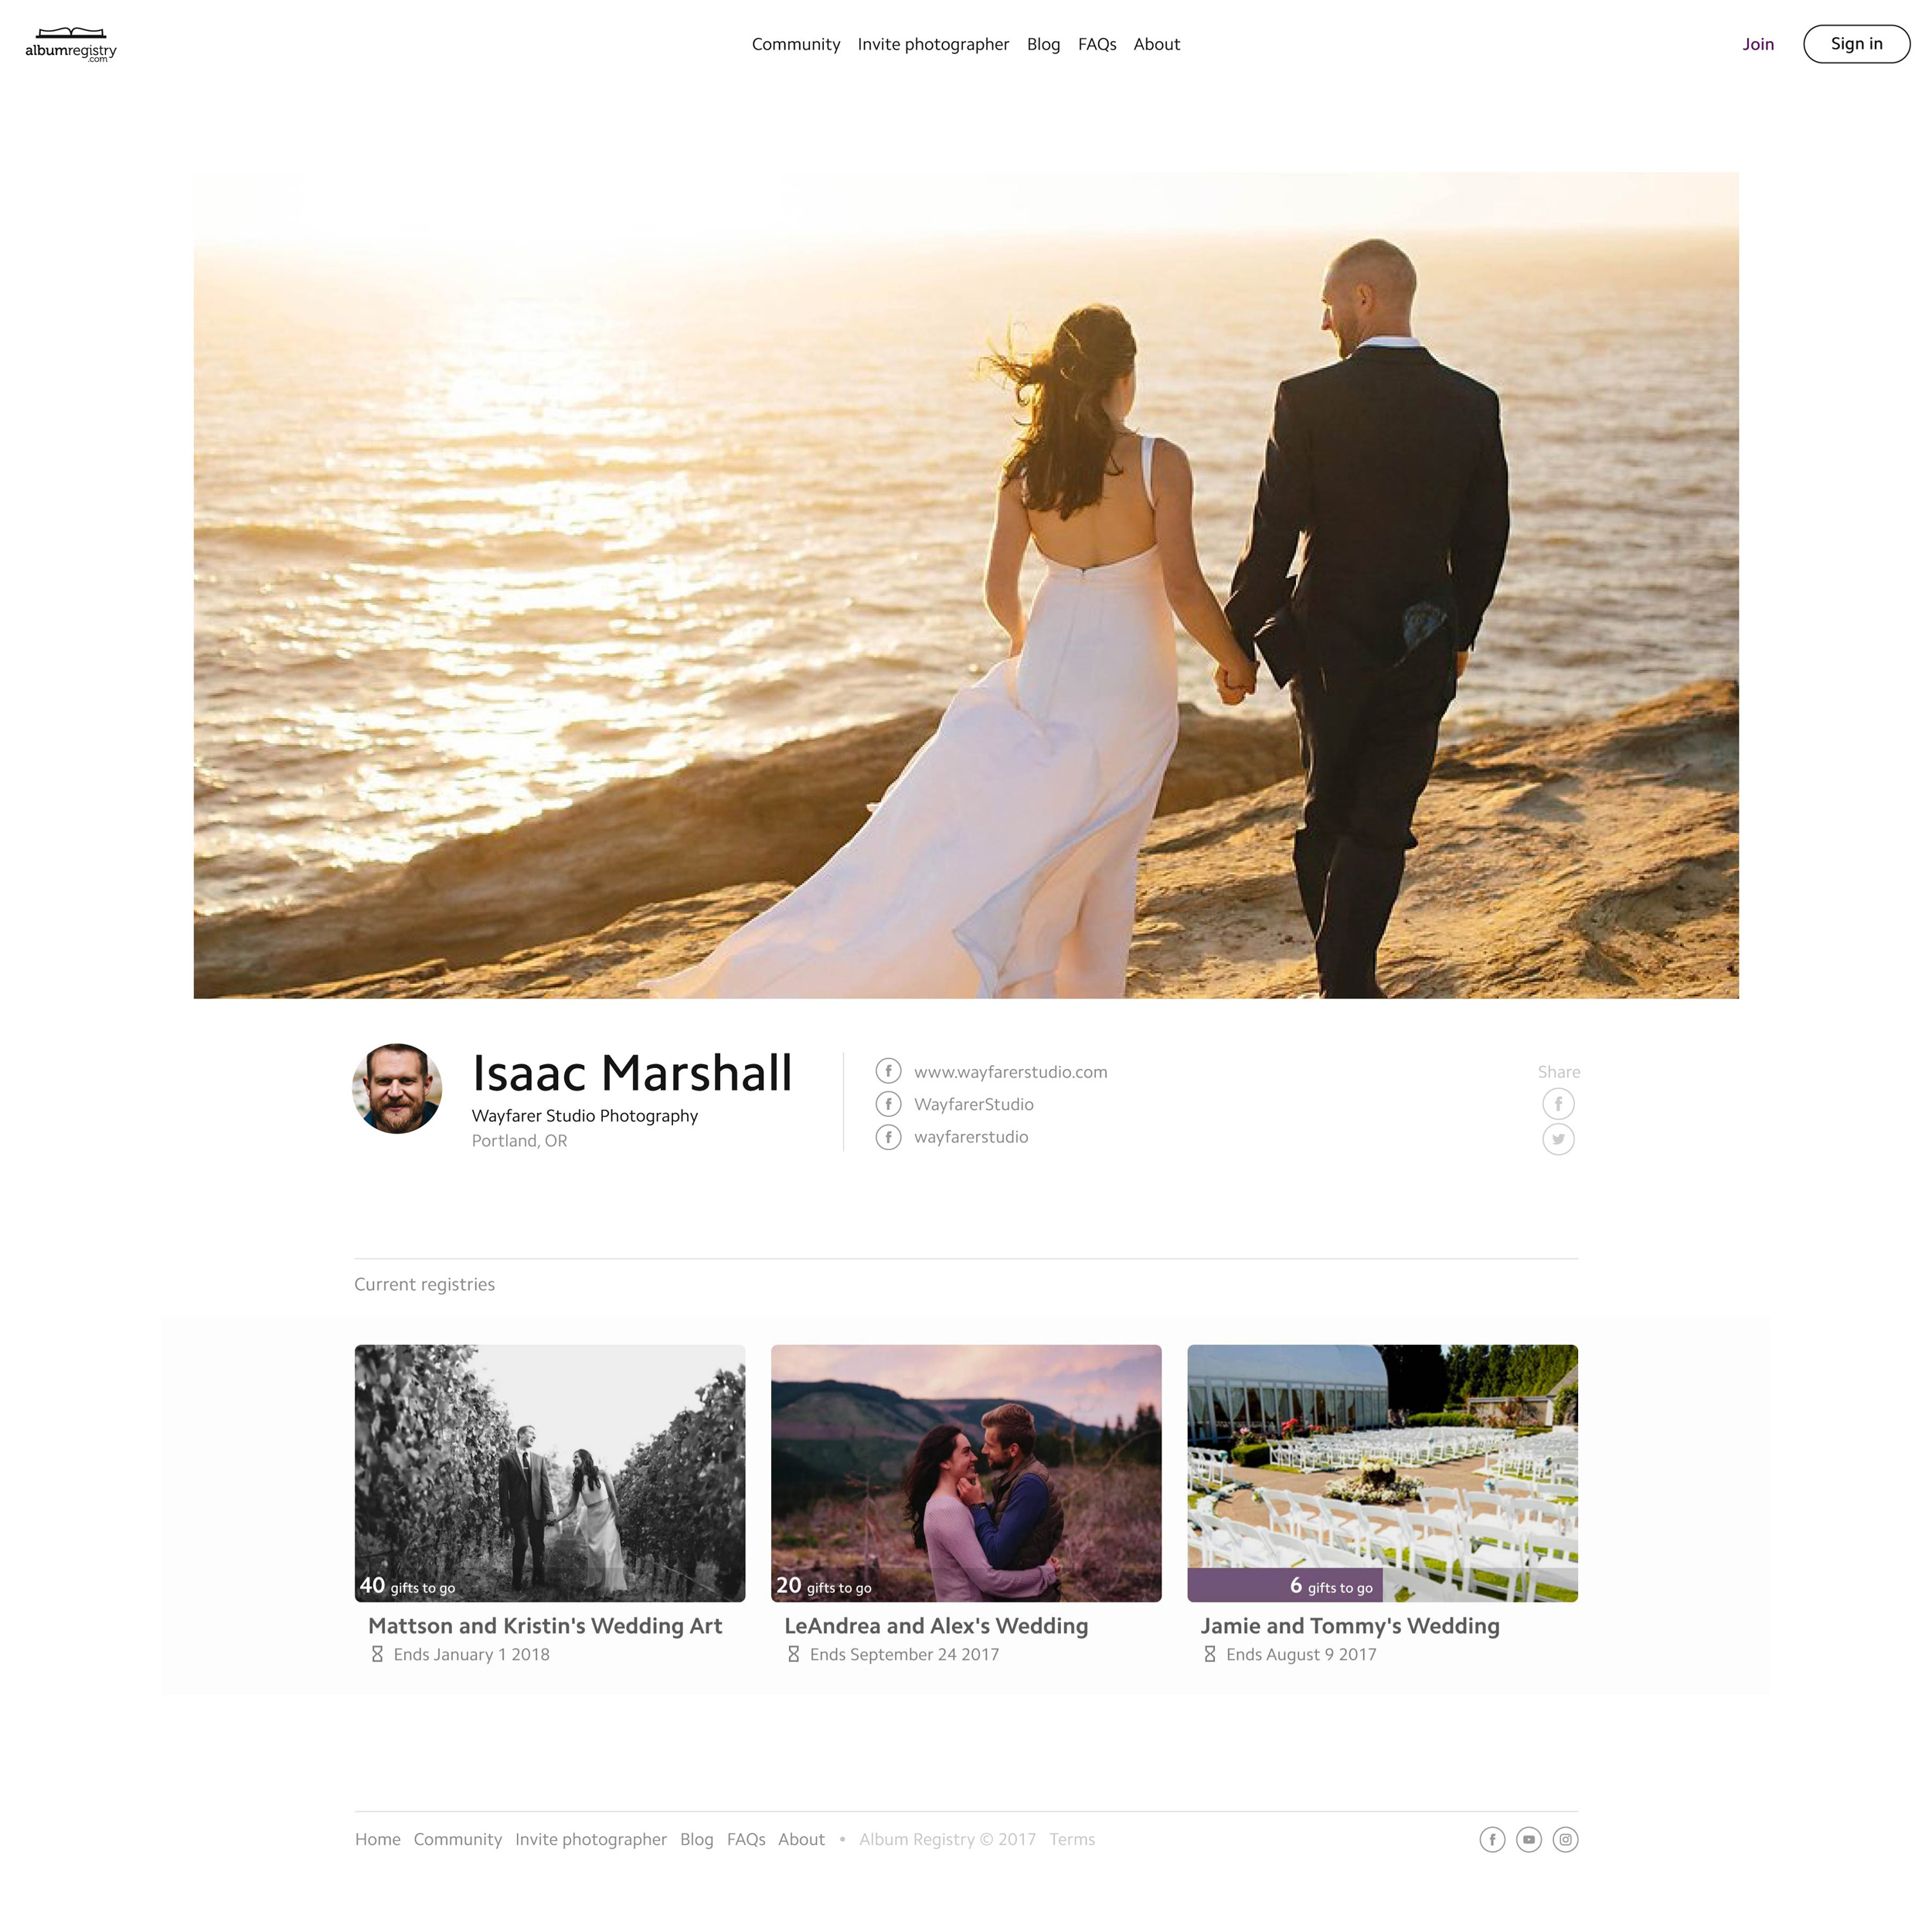 albumregistry
.com
Community Invite photographer Blog FAQs About
Join
Sign in
Isaac Marshall
Wayfarer Studio Photography
Portland, OR
www.wayfarerstudio.com
WayfarerStudio
wayfarerstudio
Share
Current registries
40 gifts to go
Mattson and Kristin's Wedding Art
Ends January 1 2018
20 gifts to go
LeAndrea and Alex's Wedding
Ends September 24 2017
6 gifts to go
Jamie and Tommy's Wedding
Ends August 9 2017
Home Community Invite photographer Blog FAQs About • Album Registry © 2017 Terms